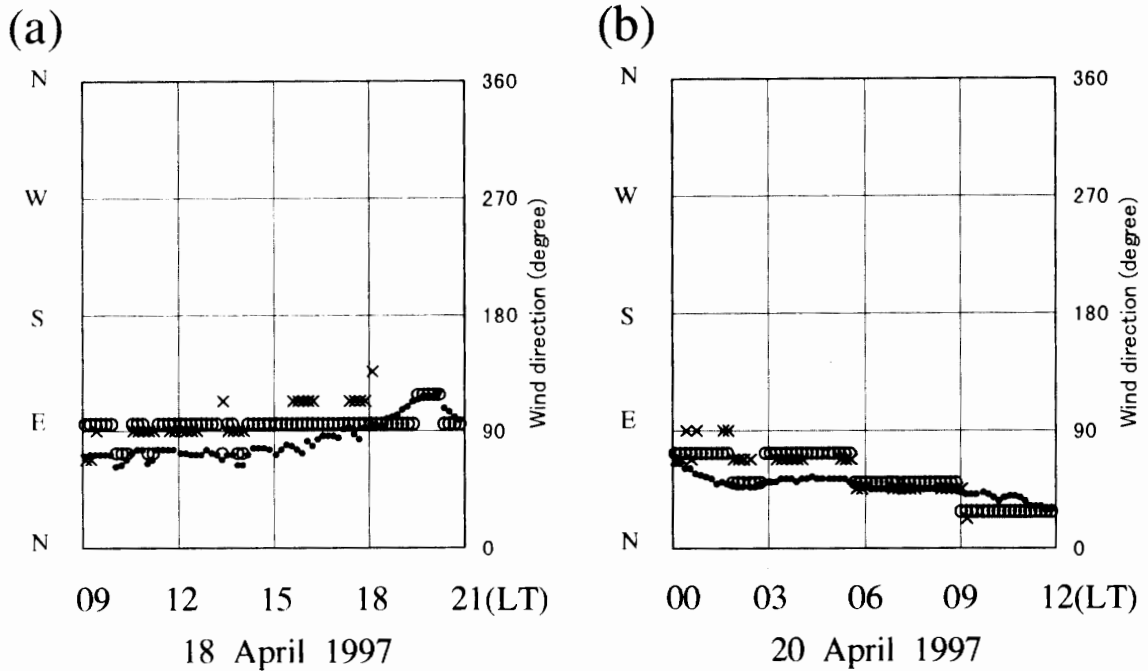 (a)
N
W
S
E
N
360
270
180
90
0
Wind direction (degree)
09 12 15 18 21(LT)
18 April 1997
(b)
N
W
S
E
N
360
270
180
90
0
Wind direction (degree)
00 03 06 09 12(LT)
20 April 1997